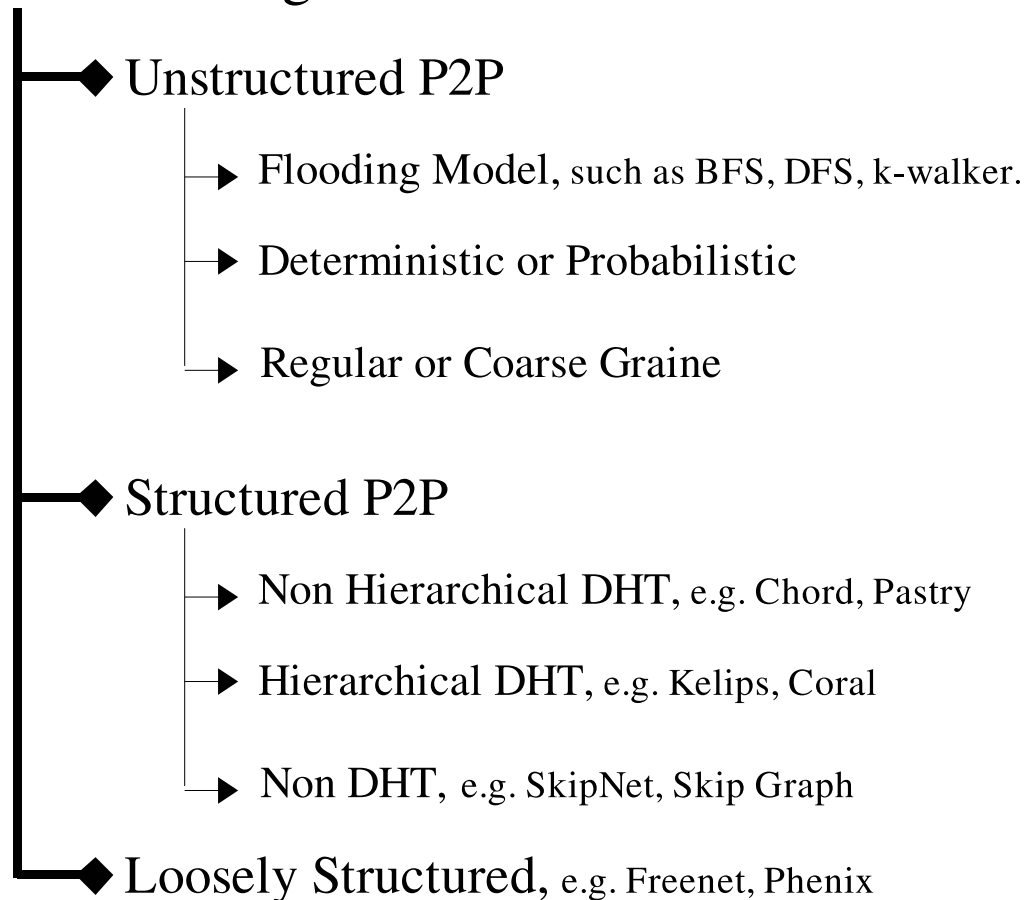 Unstructured P2P
Flooding Model, such as BFS, DFS, k-walker.
Deterministic or Probabilistic
Regular or Coarse Graine
Structured P2P
Non Hierarchical DHT, e.g. Chord, Pastry
Hierarchical DHT, e.g. Kelips, Coral
Non DHT, e.g. SkipNet, Skip Graph
Loosely Structured, e.g. Freenet, Phenix